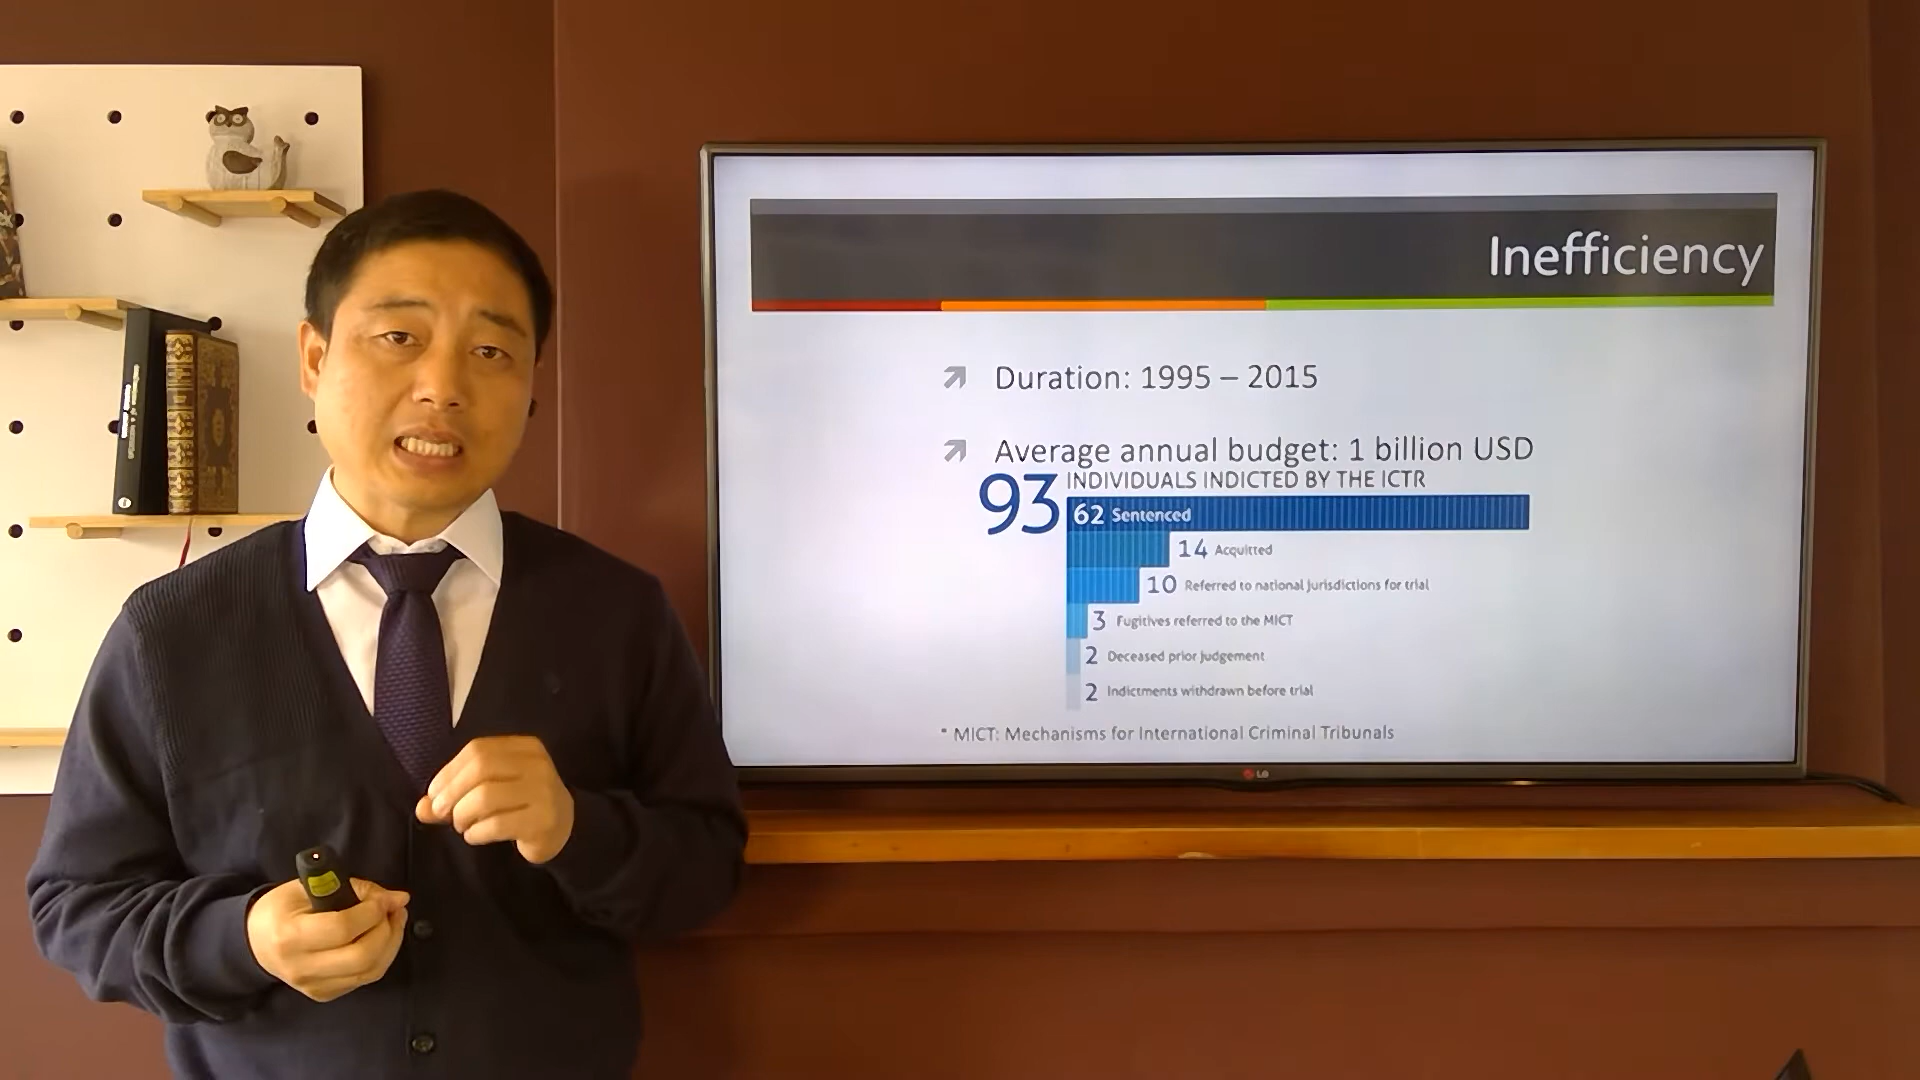 Inefficiency
Duration: 1995 – 2015
Average annual budget: 1 billion USD
93 INDIVIDUALS INDICTED BY THE ICTR
62 Sentenced
14 Acquitted
10 Referred to national jurisdictions for trial
3 Fugitives referred to the MICT
2 Deceased prior judgement
2 Indictments withdrawn before trial
* MICT: Mechanisms for International Criminal Tribunals
LG